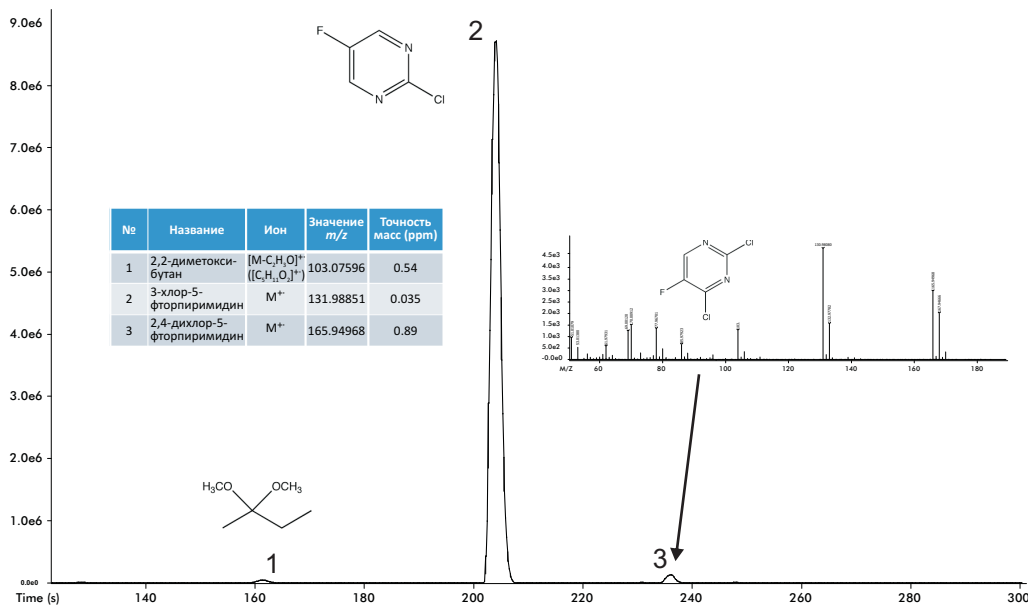 9.0e6
8.0e6
7.0e6
6.0e6
5.0e6
4.0e6
3.0e6
2.0e6
1.0e6
0.0e0
Time (s)
140
160
180
200
220
240
260
280
300
F
N
N
Cl
2
№ Название Ион Значение m/z Точность масс (ppm)
1 2,2-диметокси-бутан [M-C₂H₅O]⁺· ([C₅H₁₁O₂]⁺·) 103.07596 0.54
2 3-хлор-5-фторпиримидин M⁺· 131.98851 0.035
3 2,4-дихлор-5-фторпиримидин M⁺· 165.94968 0.89
N
Cl
N
F
Cl
4.5e3
4.0e3
3.5e3
3.0e3
2.5e3
2.0e3
1.5e3
1.0e3
5.0e2
-0.0e0
M/Z
60
80
100
120
140
160
180
H₃CO
OCH₃
1
3